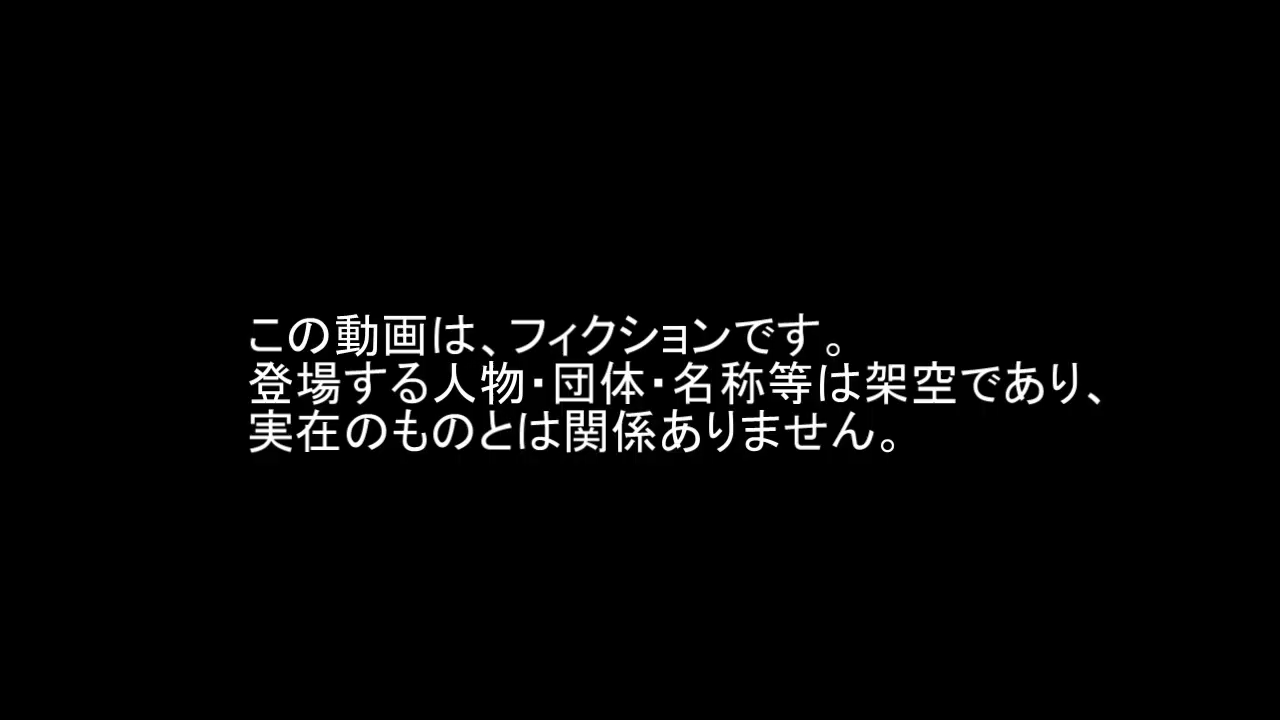 この動画は、フィクションです。
登場する人物・団体・名称等は架空であり、
実在のものとは関係ありません。